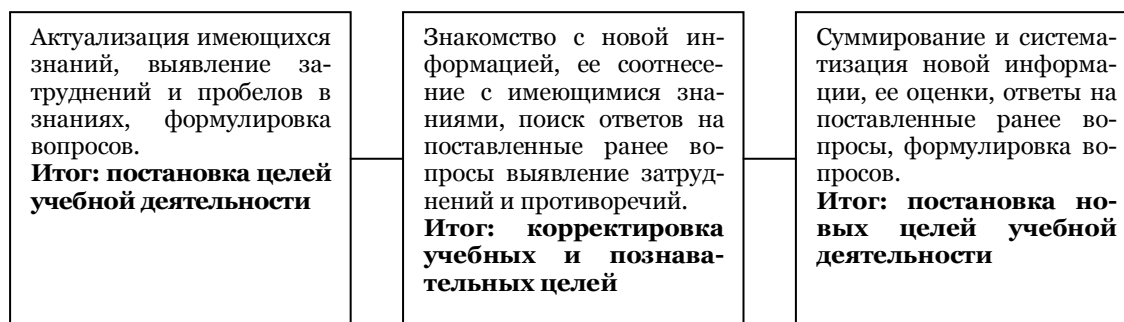 Актуализация имеющихся
знаний, выявление за-
труднений и пробелов в
знаниях, формулировка
вопросов.
Итог: постановка целей
учебной деятельности
Знакомство с новой ин-
формацией, ее соотнесе-
ние с имеющимися зна-
ниями, поиск ответов на
поставленные ранее во-
просы выявление затруд-
нений и противоречий.
Итог: корректировка
учебных и познава-
тельных целей
Суммирование и система-
тизация новой информа-
ции, ее оценки, ответы на
поставленные ранее во-
просы, формулировка во-
просов.
Итог: постановка но-
вых целей учебной
деятельности